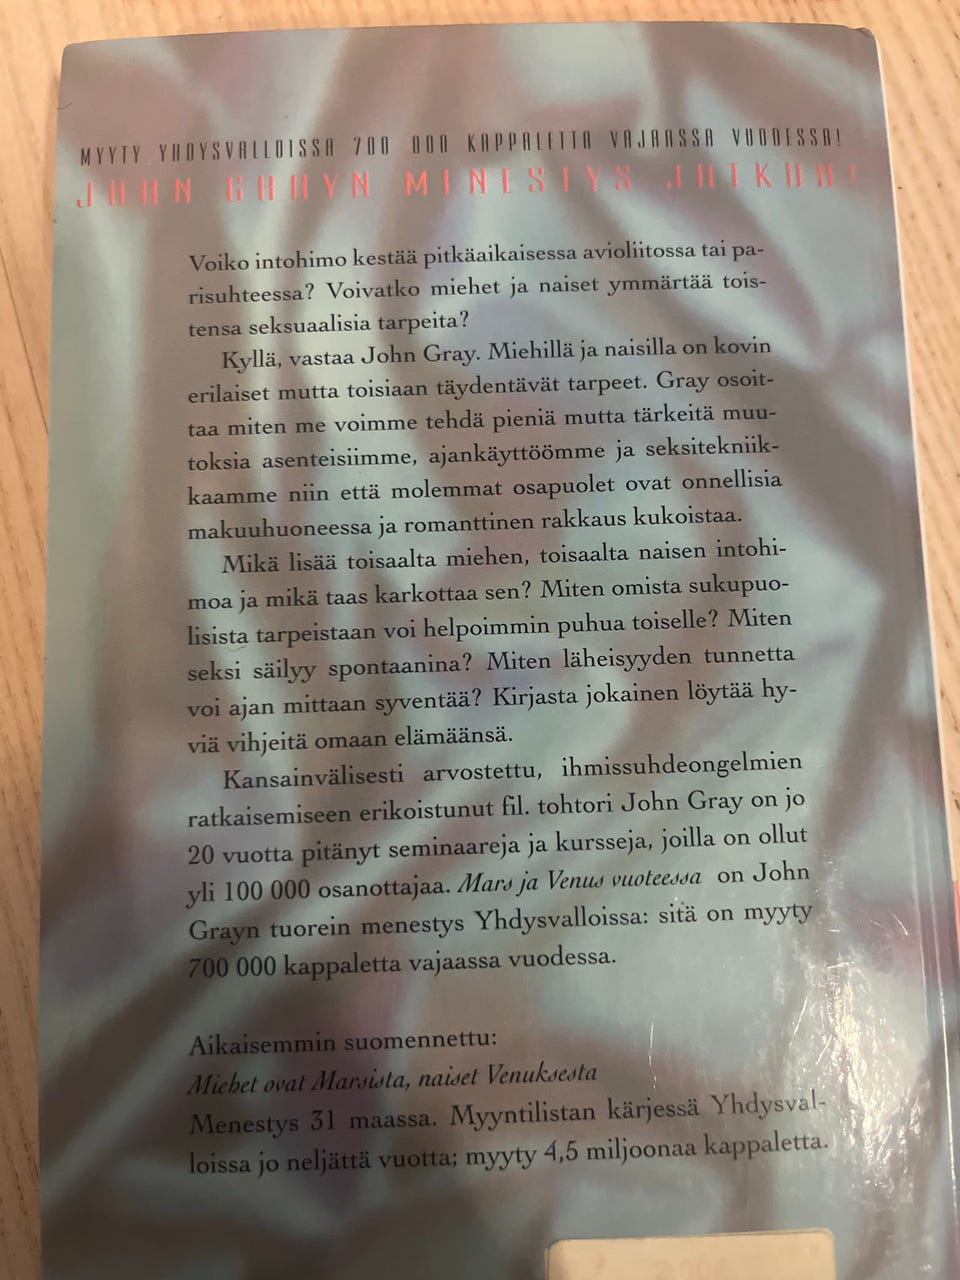 MYYTY YHDYSVALLOISSA 700 000 KAPPALETTA VAJAASSA VUODESSA!
JOHN GRAYN MENESTYS JATKUU!
Voiko intohimo kestää pitkäaikaisessa avioliitossa tai pa-
risuhteessa? Voivatko miehet ja naiset ymmärtää tois-
tensa seksuaalisia tarpeita?
Kyllä, vastaa John Gray. Miehillä ja naisilla on kovin
erilaiset mutta toisiaan täydentävät tarpeet. Gray osoit-
taa miten me voimme tehdä pieniä mutta tärkeitä muu-
toksia asenteisiimme, ajankäyttöömme ja seksitekniik-
kaamme niin että molemmat osapuolet ovat onnellisia
makuuhuoneessa ja romanttinen rakkaus kukoistaa.
Mikä lisää toisaalta miehen, toisaalta naisen intohi-
moa ja mikä taas karkottaa sen? Miten omista sukupuo-
lisista tarpeistaan voi helpoimmin puhua toiselle? Miten
seksi säilyy spontaanina? Miten läheisyyden tunnetta
voi ajan mittaan syventää? Kirjasta jokainen löytää hy-
viä vihjeitä omaan elämäänsä.
Kansainvälisesti arvostettu, ihmissuhdeongelmien
ratkaisemiseen erikoistunut fil. tohtori John Gray on jo
20 vuotta pitänyt seminaareja ja kursseja, joilla on ollut
yli 100 000 osanottajaa. Mars ja Venus vuoteessa on John
Grayn tuorein menestys Yhdysvalloissa: sitä on myyty
700 000 kappaletta vajaassa vuodessa.
Aikaisemmin suomennettu:
Miehet ovat Marsista, naiset Venuksesta
Menestys 31 maassa. Myyntilistan kärjessä Yhdysval-
loissa jo neljättä vuotta; myyty 4,5 miljoonaa kappaletta.